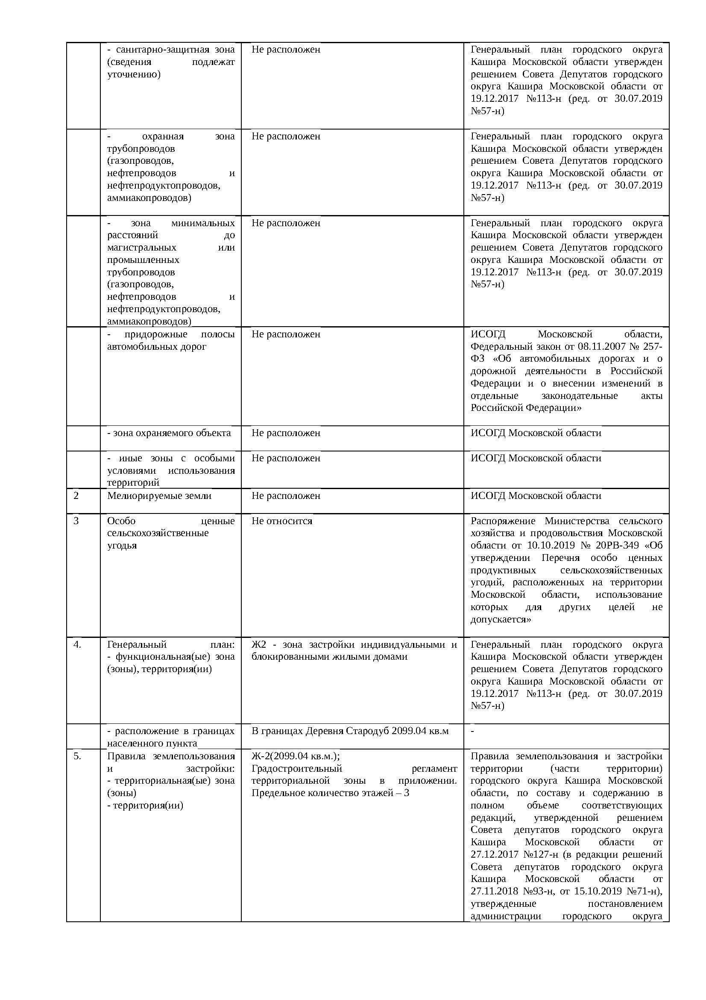 - санитарно-защитная зона
(сведения подлежат
уточнению)
Не расположен
Генеральный план городского округа
Кашира Московской области утвержден
решением Совета Депутатов городского
округа Кашира Московской области от
19.12.2017 №113-н (ред. от 30.07.2019
№57-н)
- охранная зона
трубопроводов
(газопроводов,
нефтепроводов и
нефтепродуктопроводов,
аммиакопроводов)
Не расположен
Генеральный план городского округа
Кашира Московской области утвержден
решением Совета Депутатов городского
округа Кашира Московской области от
19.12.2017 №113-н (ред. от 30.07.2019
№57-н)
- зона минимальных
расстояний до
магистральных или
промышленных
трубопроводов
(газопроводов,
нефтепроводов и
нефтепродуктопроводов,
аммиакопроводов)
Не расположен
Генеральный план городского округа
Кашира Московской области утвержден
решением Совета Депутатов городского
округа Кашира Московской области от
19.12.2017 №113-н (ред. от 30.07.2019
№57-н)
- придорожные полосы
автомобильных дорог
Не расположен
ИСОГД Московской области,
Федеральный закон от 08.11.2007 № 257-
ФЗ «Об автомобильных дорогах и о
дорожной деятельности в Российской
Федерации и о внесении изменений в
отдельные законодательные акты
Российской Федерации»
- зона охраняемого объекта
Не расположен
ИСОГД Московской области
- иные зоны с особыми
условиями использования
территорий
Не расположен
ИСОГД Московской области
2
Мелиорируемые земли
Не расположен
ИСОГД Московской области
3
Особо ценные
сельскохозяйственные
угодья
Не относится
Распоряжение Министерства сельского
хозяйства и продовольствия Московской
области от 10.10.2019 № 20РВ-349 «Об
утверждении Перечня особо ценных
продуктивных сельскохозяйственных
угодий, расположенных на территории
Московской области, использование
которых для других целей не
допускается»
4.
Генеральный план:
- функциональная(ые) зона
(зоны), территория(ии)
Ж2 - зона застройки индивидуальными и
блокированными жилыми домами
Генеральный план городского округа
Кашира Московской области утвержден
решением Совета Депутатов городского
округа Кашира Московской области от
19.12.2017 №113-н (ред. от 30.07.2019
№57-н)
- расположение в границах
населенного пункта
В границах Деревня Стародуб 2099.04 кв.м
-
5.
Правила землепользования
и застройки:
- территориальная(ые) зона
(зоны)
- территория(ии)
Ж-2(2099.04 кв.м.);
Градостроительный регламент
территориальной зоны в приложении.
Предельное количество этажей – 3
Правила землепользования и застройки
территории (части территории)
городского округа Кашира Московской
области, по составу и содержанию в
полном объеме соответствующих
редакций, утвержденной решением
Совета депутатов городского округа
Кашира Московской области от
27.12.2017 №127-н (в редакции решений
Совета депутатов городского округа
Кашира Московской области от
27.11.2018 №93-н, от 15.10.2019 №71-н),
утвержденные постановлением
администрации городского округа